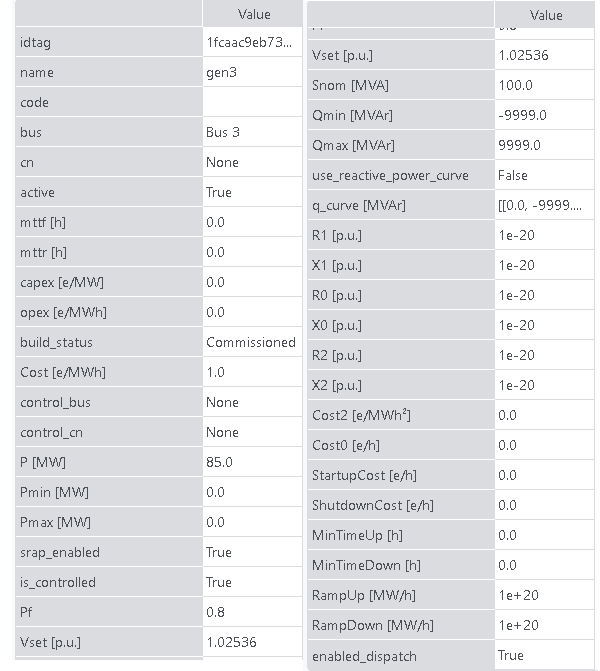 Value
idtag 1fcaac9eb73...
name gen3
code
bus Bus 3
cn None
active True
mttf [h] 0.0
mttr [h] 0.0
capex [e/MW] 0.0
opex [e/MWh] 0.0
build_status Commissioned
Cost [e/MWh] 1.0
control_bus None
control_cn None
P [MW] 85.0
Pmin [MW] 0.0
Pmax [MW] 0.0
srap_enabled True
is_controlled True
Pf 0.8
Vset [p.u.] 1.02536
Value
Vset [p.u.] 1.02536
Snom [MVA] 100.0
Qmin [MVAr] -9999.0
Qmax [MVAr] 9999.0
use_reactive_power_curve False
q_curve [MVAr] [[0.0, -9999....
R1 [p.u.] 1e-20
X1 [p.u.] 1e-20
R0 [p.u.] 1e-20
X0 [p.u.] 1e-20
R2 [p.u.] 1e-20
X2 [p.u.] 1e-20
Cost2 [e/MWh²] 0.0
Cost0 [e/h] 0.0
StartupCost [e/h] 0.0
ShutdownCost [e/h] 0.0
MinTimeUp [h] 0.0
MinTimeDown [h] 0.0
RampUp [MW/h] 1e+20
RampDown [MW/h] 1e+20
enabled_dispatch True